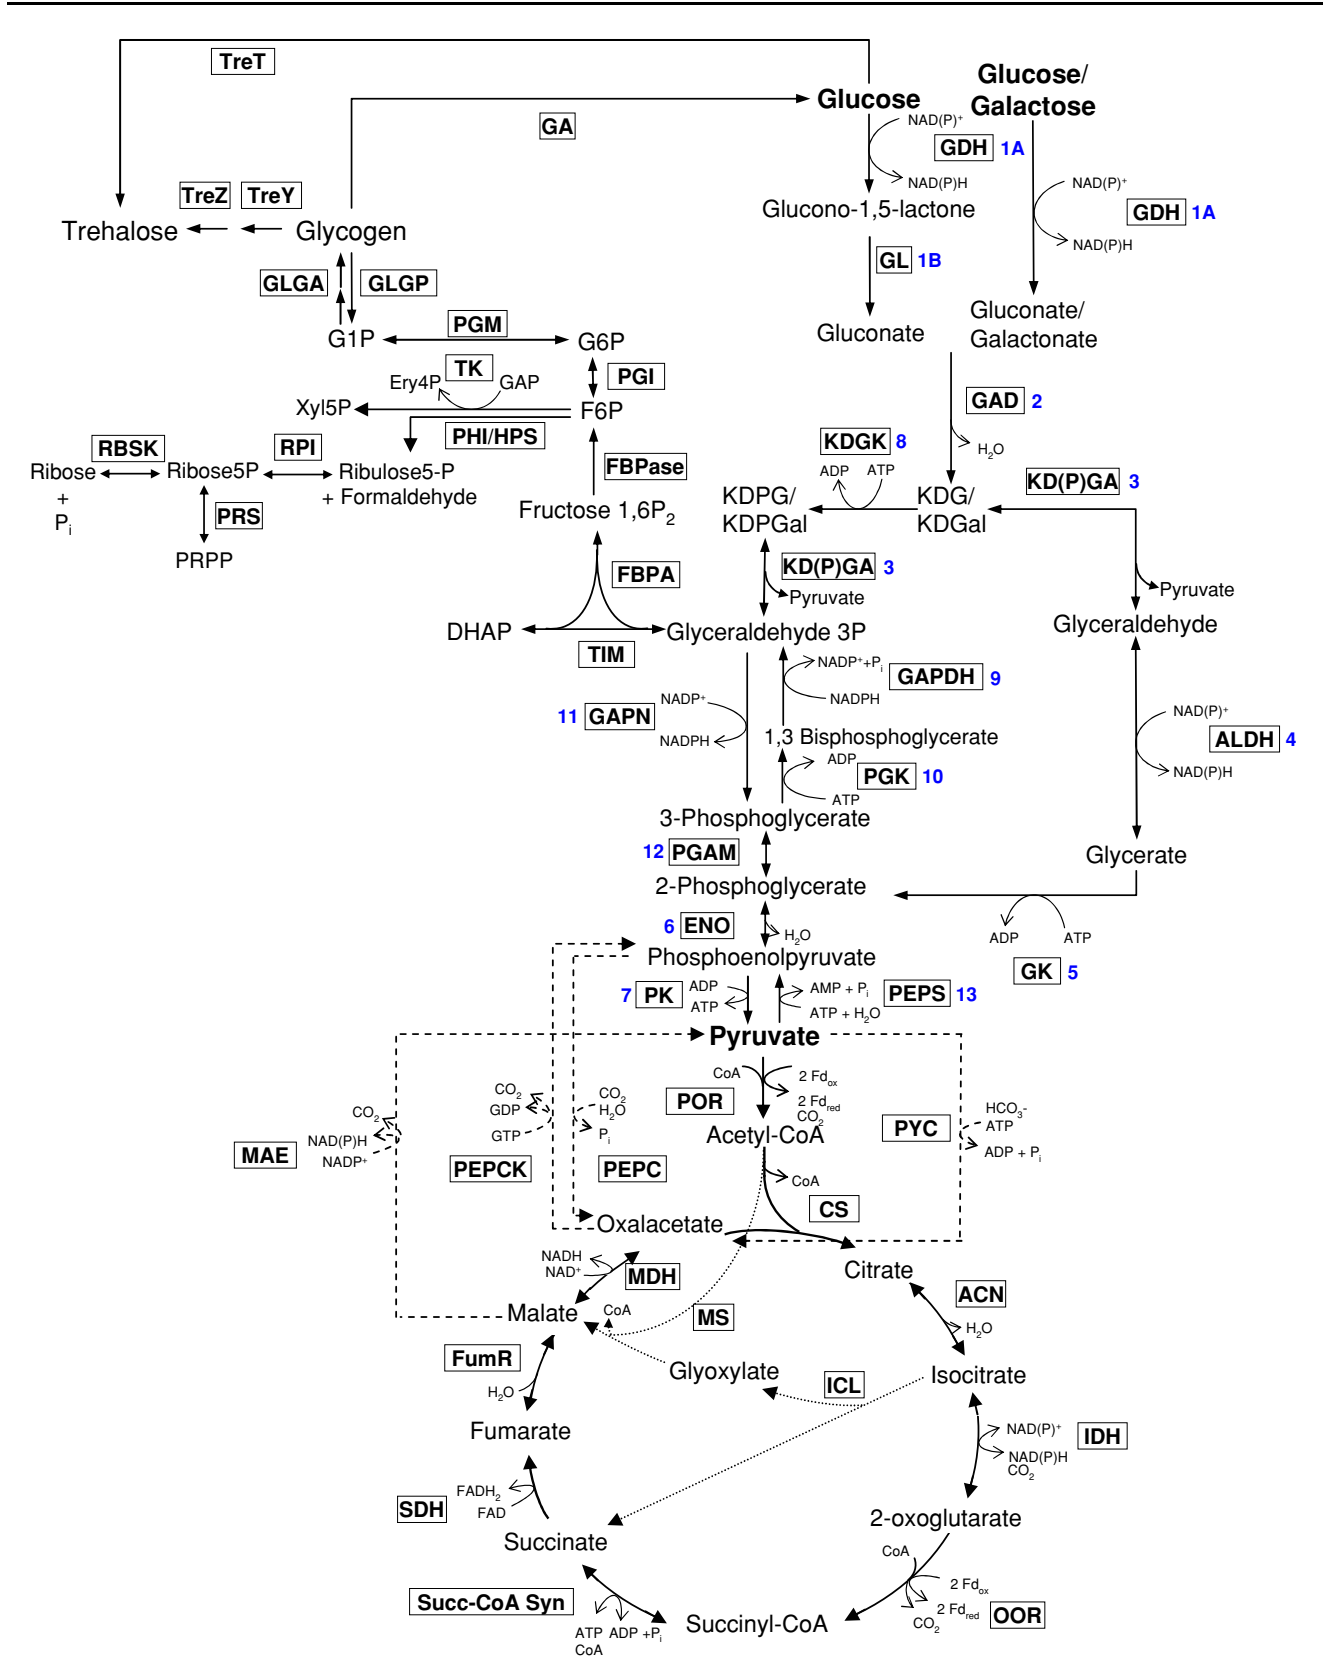 TreT
Glucose/
Galactose
Glucose
NAD(P)⁺
GA
GDH 1A
NAD(P)H
NAD(P)⁺
TreZ TreY
Glucono-1,5-lactone
GDH 1A
Trehalose
Glycogen
NAD(P)H
GL 1B
GLGA GLGP
Gluconate/
Galactonate
G1P
PGM
G6P
Gluconate
TK
Ery4P GAP
PGI
GAD 2
Xyl5P
F6P
PHI/HPS
KDGK 8
H₂O
RBSK
RPI
FBPase
ADP ATP
KD(P)GA 3
Ribose
+
Pᵢ
Ribose5P
Ribulose5-P
+ Formaldehyde
KDPG/
KDPGal
KDG/
KDGal
PRS
Fructose 1,6P₂
PRPP
FBPA
KD(P)GA 3
Pyruvate
Pyruvate
DHAP
Glyceraldehyde 3P
Glyceraldehyde
TIM
NADP⁺+Pᵢ
GAPDH 9
NADPH
NADP⁺
11 GAPN
NADPH
NAD(P)⁺
ALDH 4
NAD(P)H
1,3 Bisphosphoglycerate
ADP
PGK 10
ATP
3-Phosphoglycerate
12 PGAM
Glycerate
2-Phosphoglycerate
6 ENO
H₂O
ADP ATP
GK 5
Phosphoenolpyruvate
7 PK
ADP
ATP
AMP + Pᵢ
ATP + H₂O
PEPS 13
Pyruvate
CoA
2 Fdox
POR
2 Fdred
CO₂
CO₂
GDP
GTP
CO₂
H₂O
Pᵢ
HCO₃-
ATP
PYC
ADP + Pᵢ
CO₂
NAD(P)H
NADP⁺
MAE
Acetyl-CoA
PEPCK
PEPC
CoA
CS
Oxalacetate
NADH
NAD⁺
MDH
Citrate
ACN
H₂O
Malate
CoA
MS
FumR
H₂O
Glyoxylate
ICL
Isocitrate
Fumarate
NAD(P)⁺
IDH
NAD(P)H
CO₂
FADH₂
FAD
SDH
2-oxoglutarate
Succinate
CoA
2 Fdox
2 Fdred
CO₂
OOR
Succ-CoA Syn
Succinyl-CoA
ATP ADP +Pᵢ
CoA